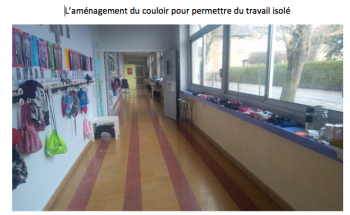 L'aménagement du couloir pour permettre du travail isolé